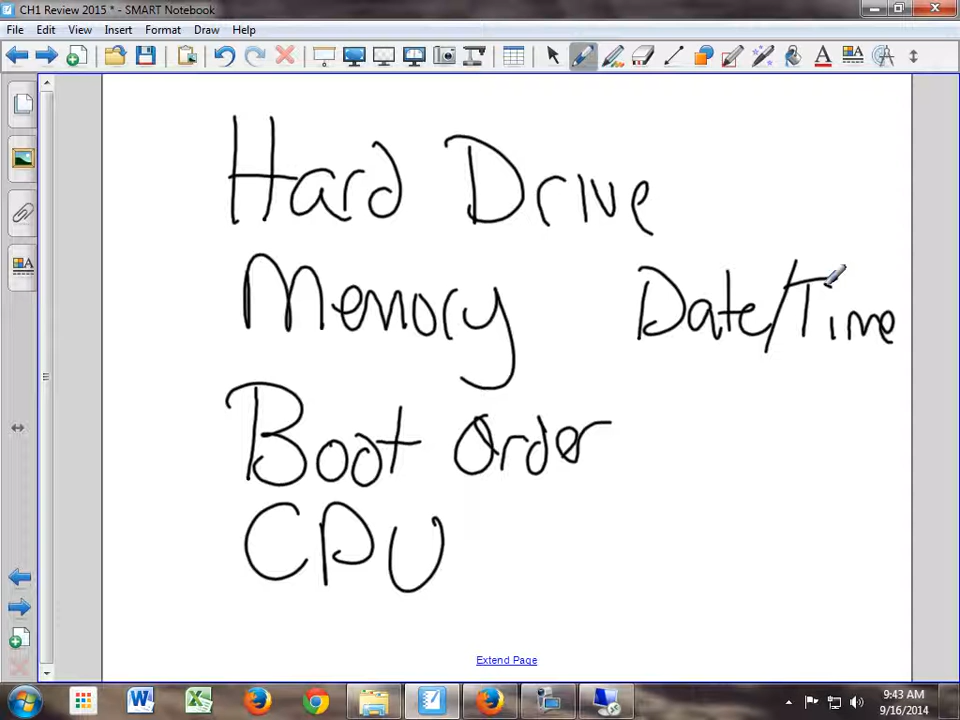 CH1 Review 2015 * - SMART Notebook
File Edit View Insert Format Draw Help
Hard Drive
Memory Date/Time
Boot Order
CPU
Extend Page
9:43 AM
9/16/2014